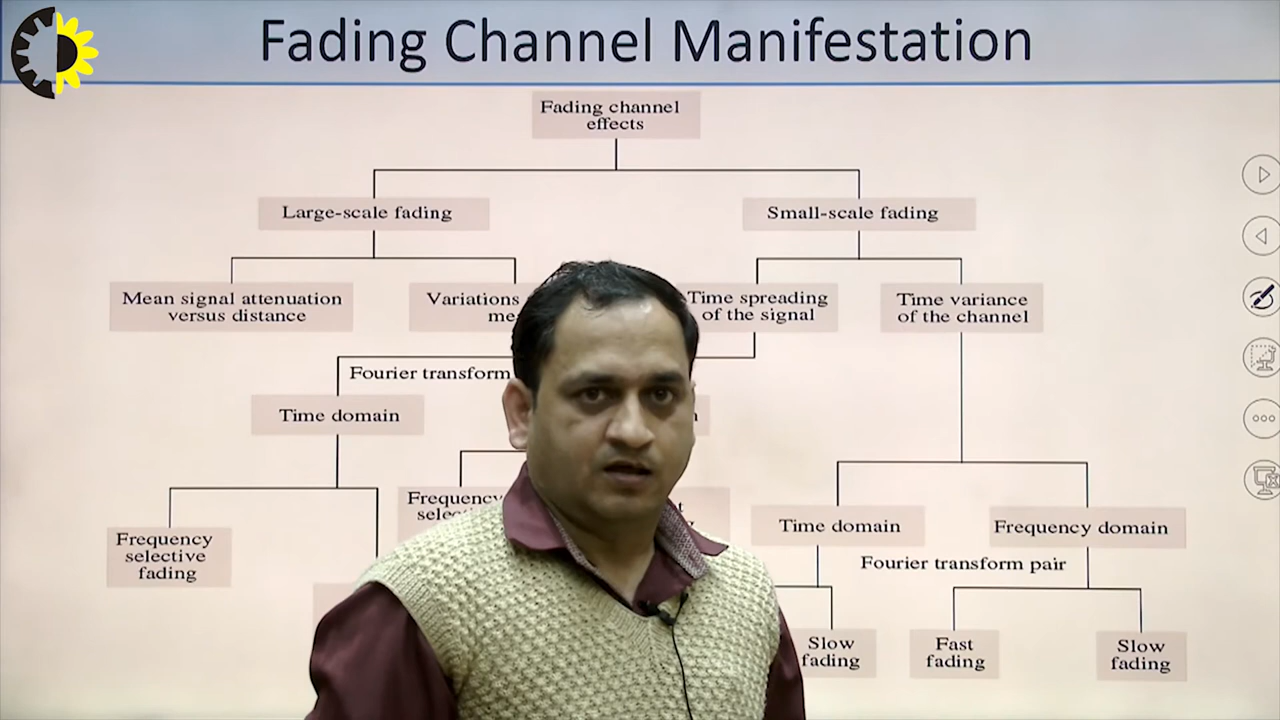 Fading Channel Manifestation
Fading channel
effects
Large-scale fading
Small-scale fading
Mean signal attenuation
versus distance
Variations
Time spreading
of the signal
Time variance
of the channel
Fourier transform
Time domain
Frequency
selective
fading
Frequency
Time domain
Frequency domain
Fourier transform pair
Slow
fading
Fast
fading
Slow
fading